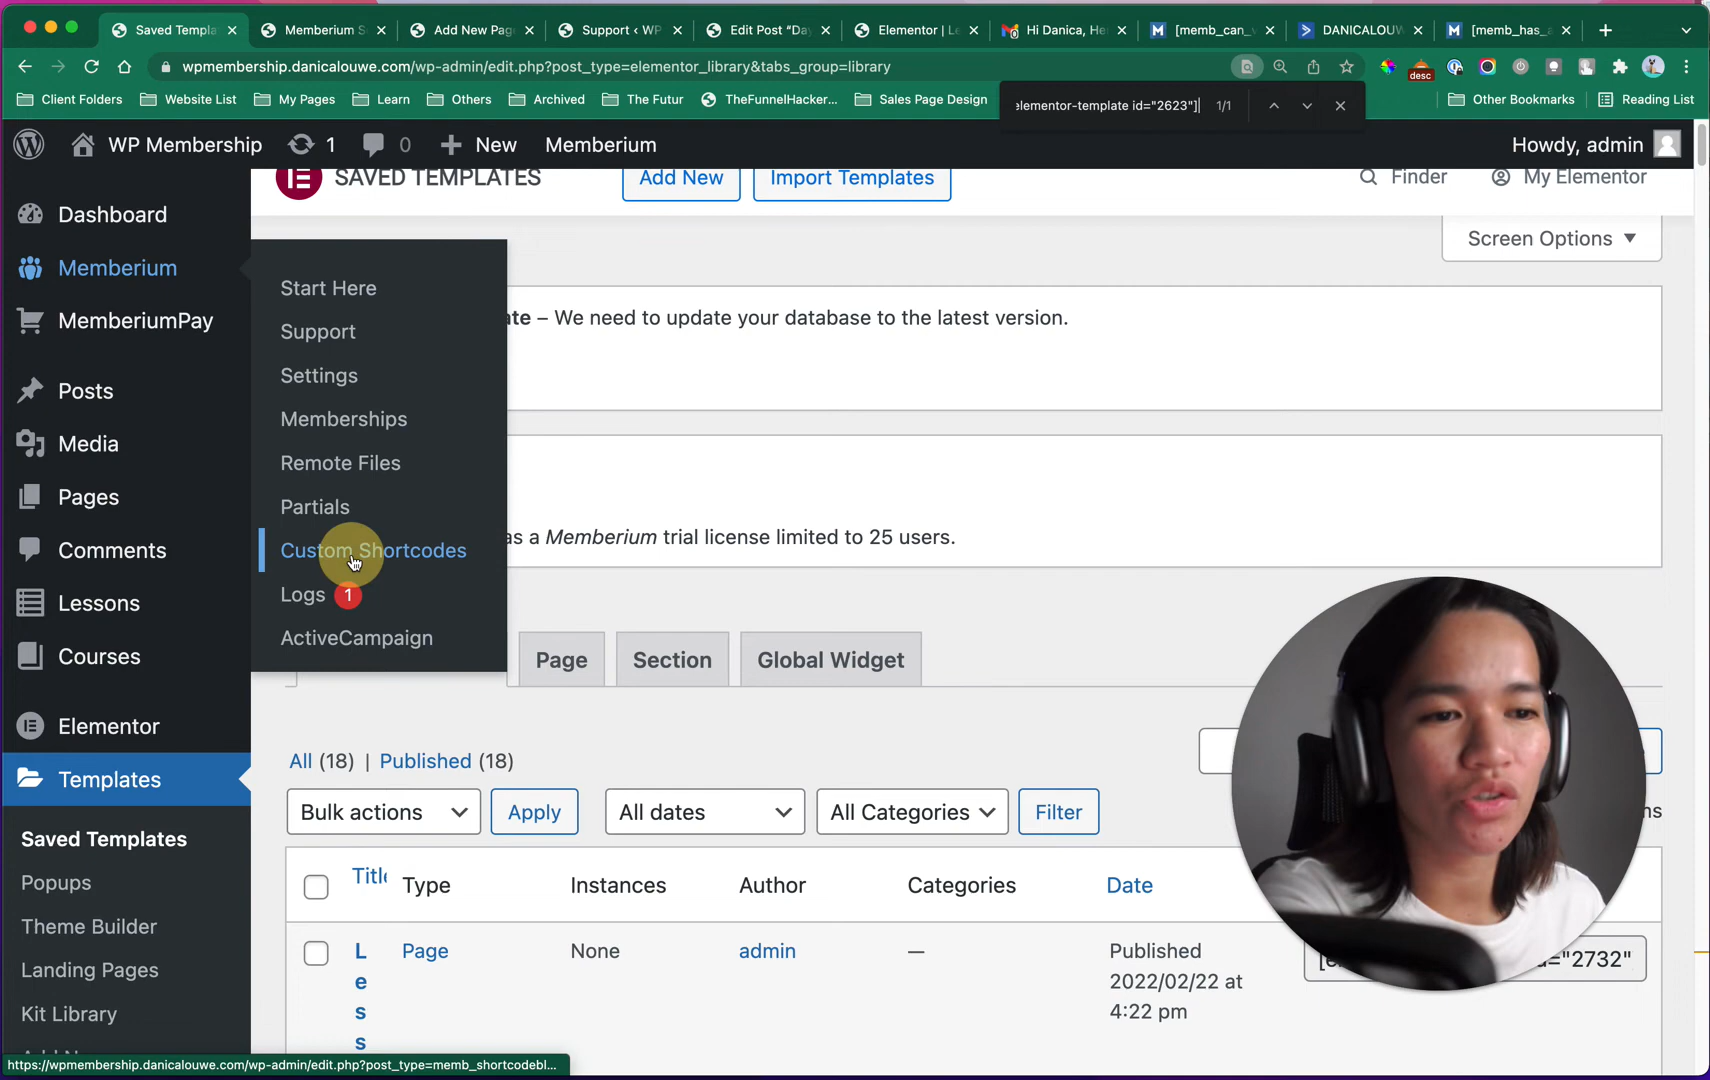 Saved Templa
Memberium S
Add New Page
Support ‹ WP
Edit Post “Da
Elementor | L
Hi Danica, He
[memb_can_v
DANICALOUW
[memb_has_a
wpmembership.danicalouwe.com/wp-admin/edit.php?post_type=elementor_library&tabs_group=library
desc
Client Folders
Website List
My Pages
Learn
Others
Archived
The Futur
TheFunnelHacker...
Sales Page Design
elementor-template id="2623"]
1/1
Other Bookmarks
Reading List
WP Membership
1
0
New
Memberium
Howdy, admin
SAVED TEMPLATES
Add New
Import Templates
Finder
My Elementor
Screen Options
Dashboard
Memberium
MemberiumPay
Posts
Media
Pages
Comments
Lessons
Courses
Elementor
Templates
Saved Templates
Popups
Theme Builder
Landing Pages
Kit Library
Start Here
Support
Settings
Memberships
Remote Files
Partials
Custom Shortcodes
Logs 1
ActiveCampaign
te – We need to update your database to the latest version.
as a Memberium trial license limited to 25 users.
Page
Section
Global Widget
All (18) | Published (18)
Bulk actions
Apply
All dates
All Categories
Filter
Title
Type
Instances
Author
Categories
Date
L
e
s
s
Page
None
admin
—
Published
2022/02/22 at
4:22 pm
="2732"
https://wpmembership.danicalouwe.com/wp-admin/edit.php?post_type=memb_shortcodebl...